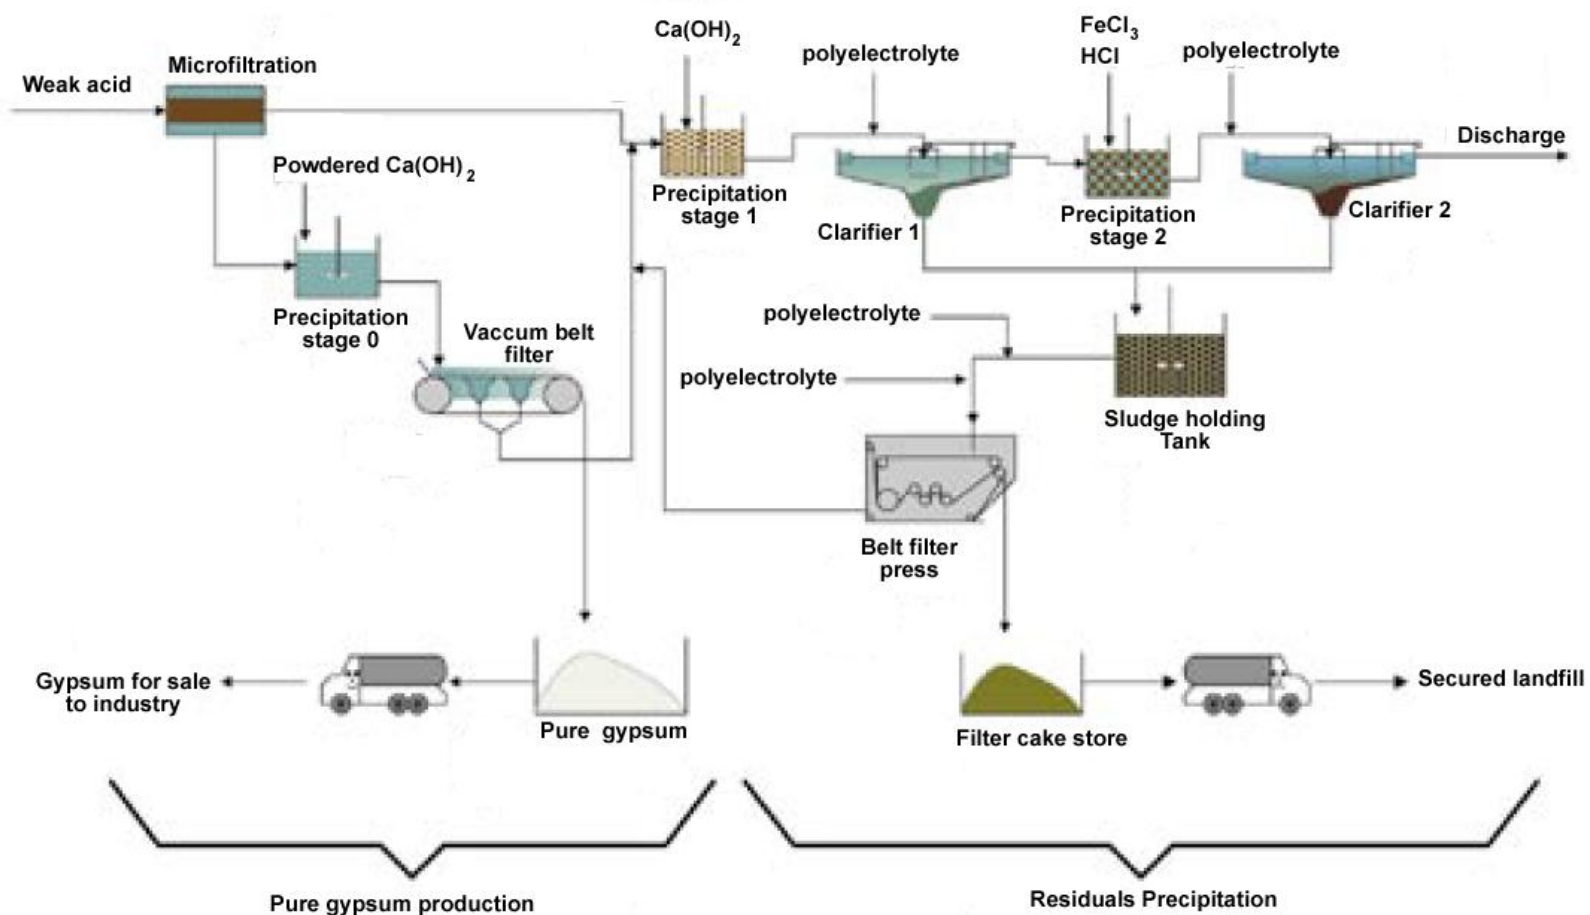 Ca(OH)2
FeCl3
HCl
polyelectrolyte
polyelectrolyte
Weak acid
Microfiltration
Discharge
Powdered Ca(OH)2
Precipitation
stage 1
Clarifier 1
Precipitation
stage 2
Clarifier 2
Precipitation
stage 0
Vaccum belt
filter
polyelectrolyte
polyelectrolyte
Sludge holding
Tank
Belt filter
press
Gypsum for sale
to industry
Pure gypsum
Filter cake store
Secured landfill
Pure gypsum production
Residuals Precipitation